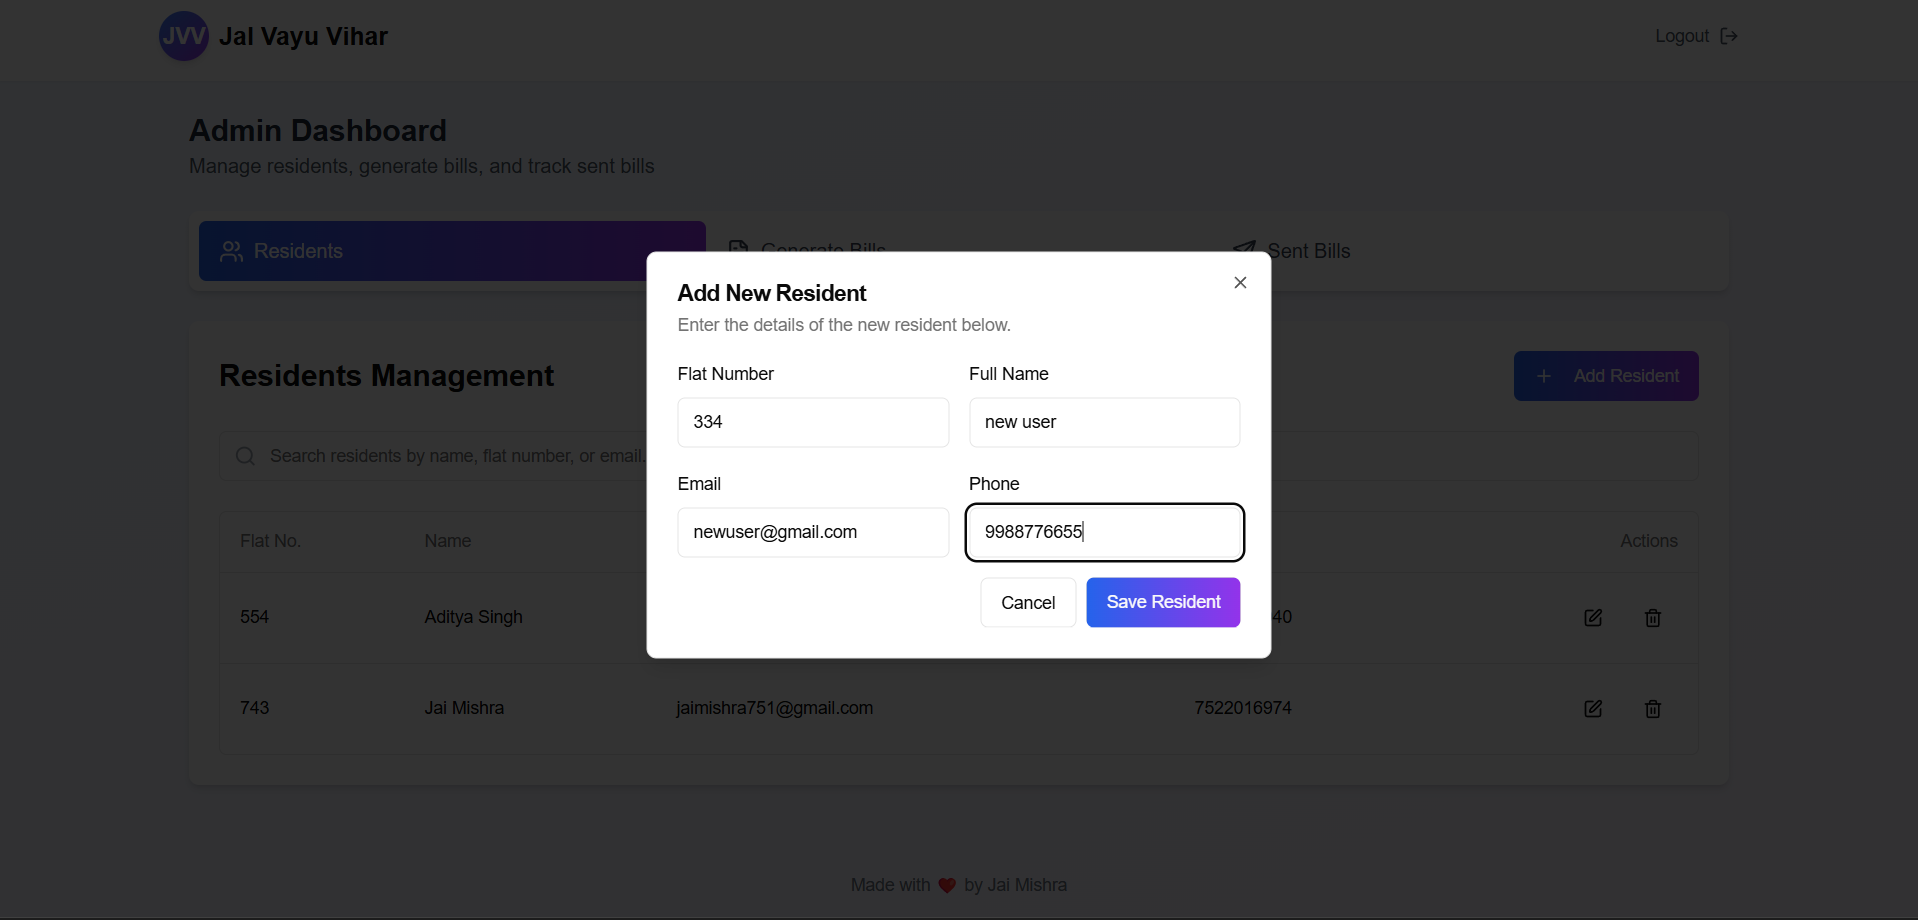 JVV Jal Vayu Vihar
Logout
Admin Dashboard
Manage residents, generate bills, and track sent bills
Residents
Generate Bills
Sent Bills
Add New Resident
Enter the details of the new resident below.
Residents Management
Add Resident
Flat Number
Full Name
334
new user
Search residents by name, flat number, or email.
Email
Phone
newuser@gmail.com
9988776655
Flat No.
Name
Actions
Cancel
Save Resident
554
Aditya Singh
40
743
Jai Mishra
jaimishra751@gmail.com
7522016974
Made with ❤️ by Jai Mishra